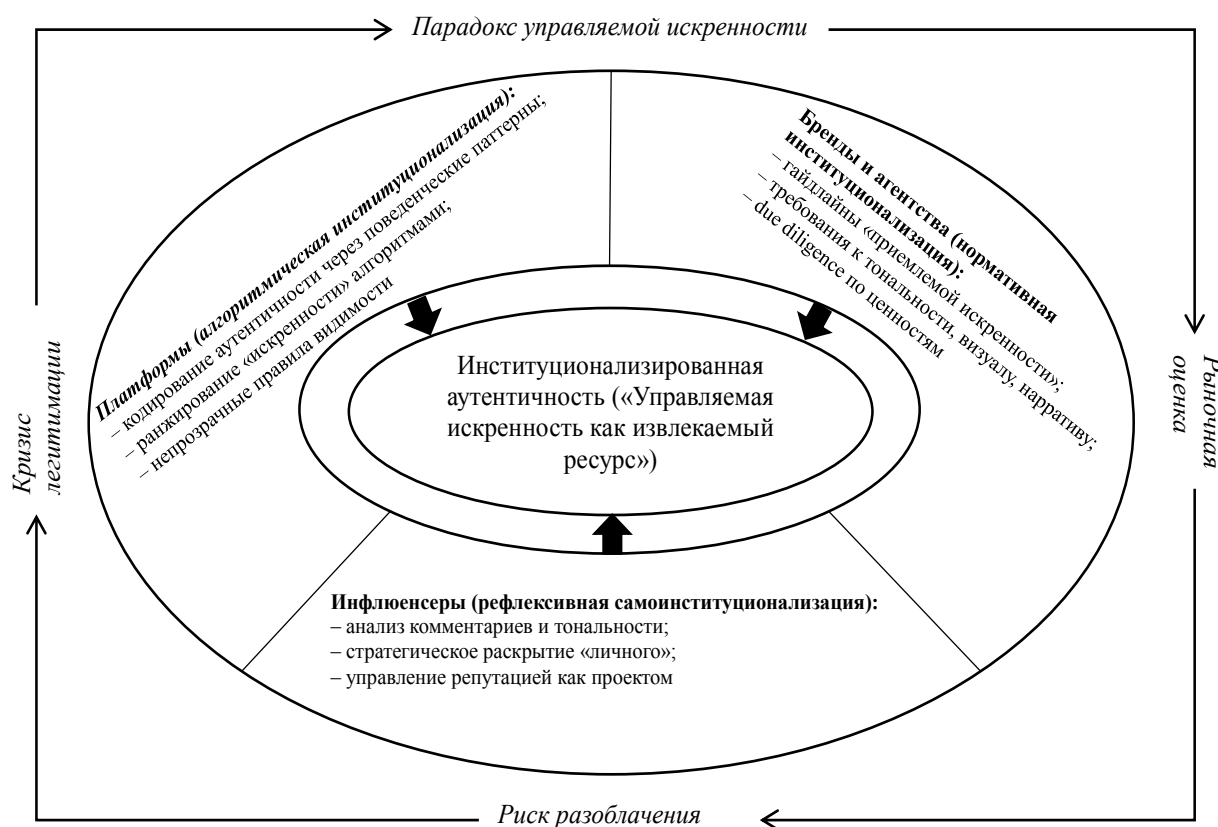 Парадокс управляемой искренности
Платформы (алгоритмическая институционализация):
– кодирование аутентичности через поведенческие паттерны;
– ранжирование «искренности» алгоритмами;
– непрозрачные правила видимости
Бренды и агентства (нормативная
институционализация):
– гайдлайны «приемлемой искренности»;
– требования к тональности, визуалу, нарративу;
– due diligence по ценностям
Институционализированная
аутентичность («Управляемая
искренность как извлекаемый
ресурс»)
Инфлюенсеры (рефлексивная самоинституционализация):
– анализ комментариев и тональности;
– стратегическое раскрытие «личного»;
– управление репутацией как проектом
Рыночная
оценка
Риск разоблачения
Кризис
легитимации